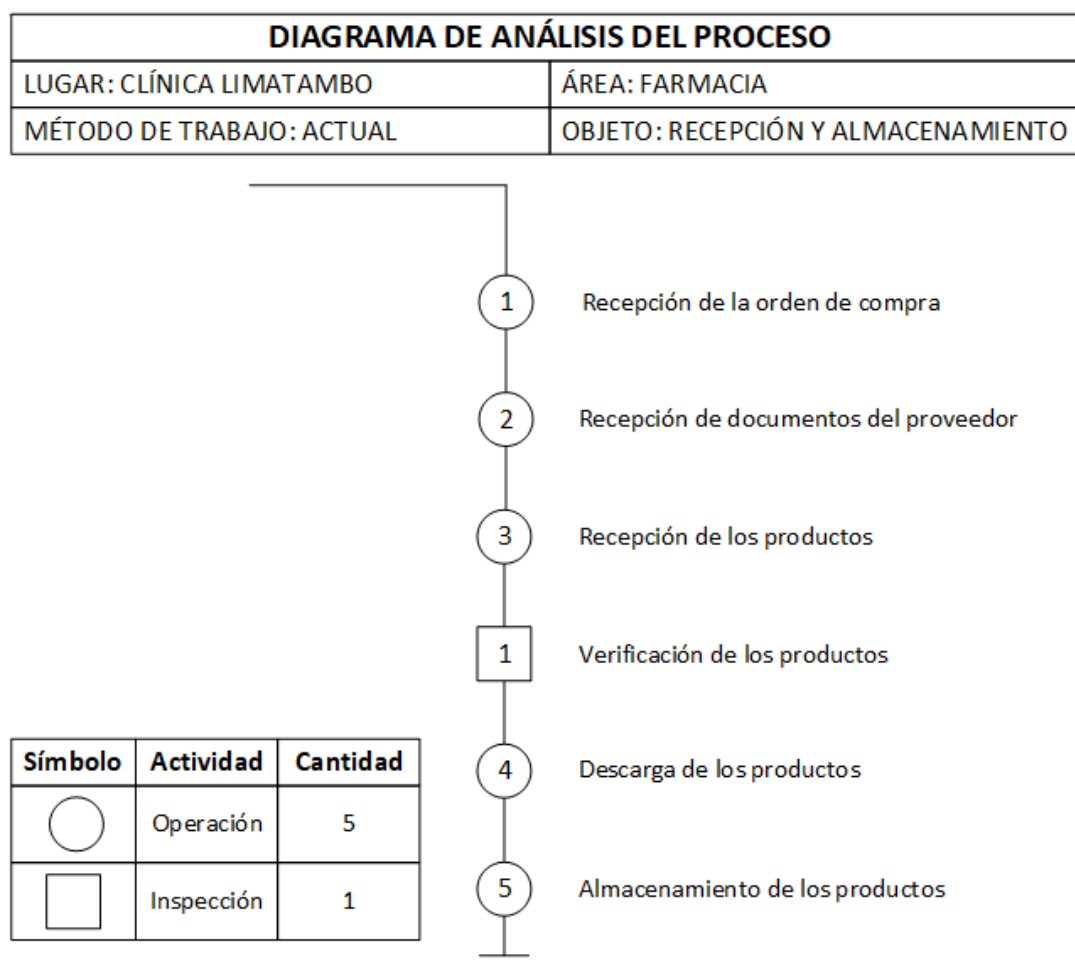 DIAGRAMA DE ANÁLISIS DEL PROCESO
LUGAR: CLÍNICA LIMATAMBO
ÁREA: FARMACIA
MÉTODO DE TRABAJO: ACTUAL
OBJETO: RECEPCIÓN Y ALMACENAMIENTO
1 Recepción de la orden de compra
2 Recepción de documentos del proveedor
3 Recepción de los productos
1 Verificación de los productos
4 Descarga de los productos
5 Almacenamiento de los productos
Símbolo Actividad Cantidad
Operación 5
Inspección 1